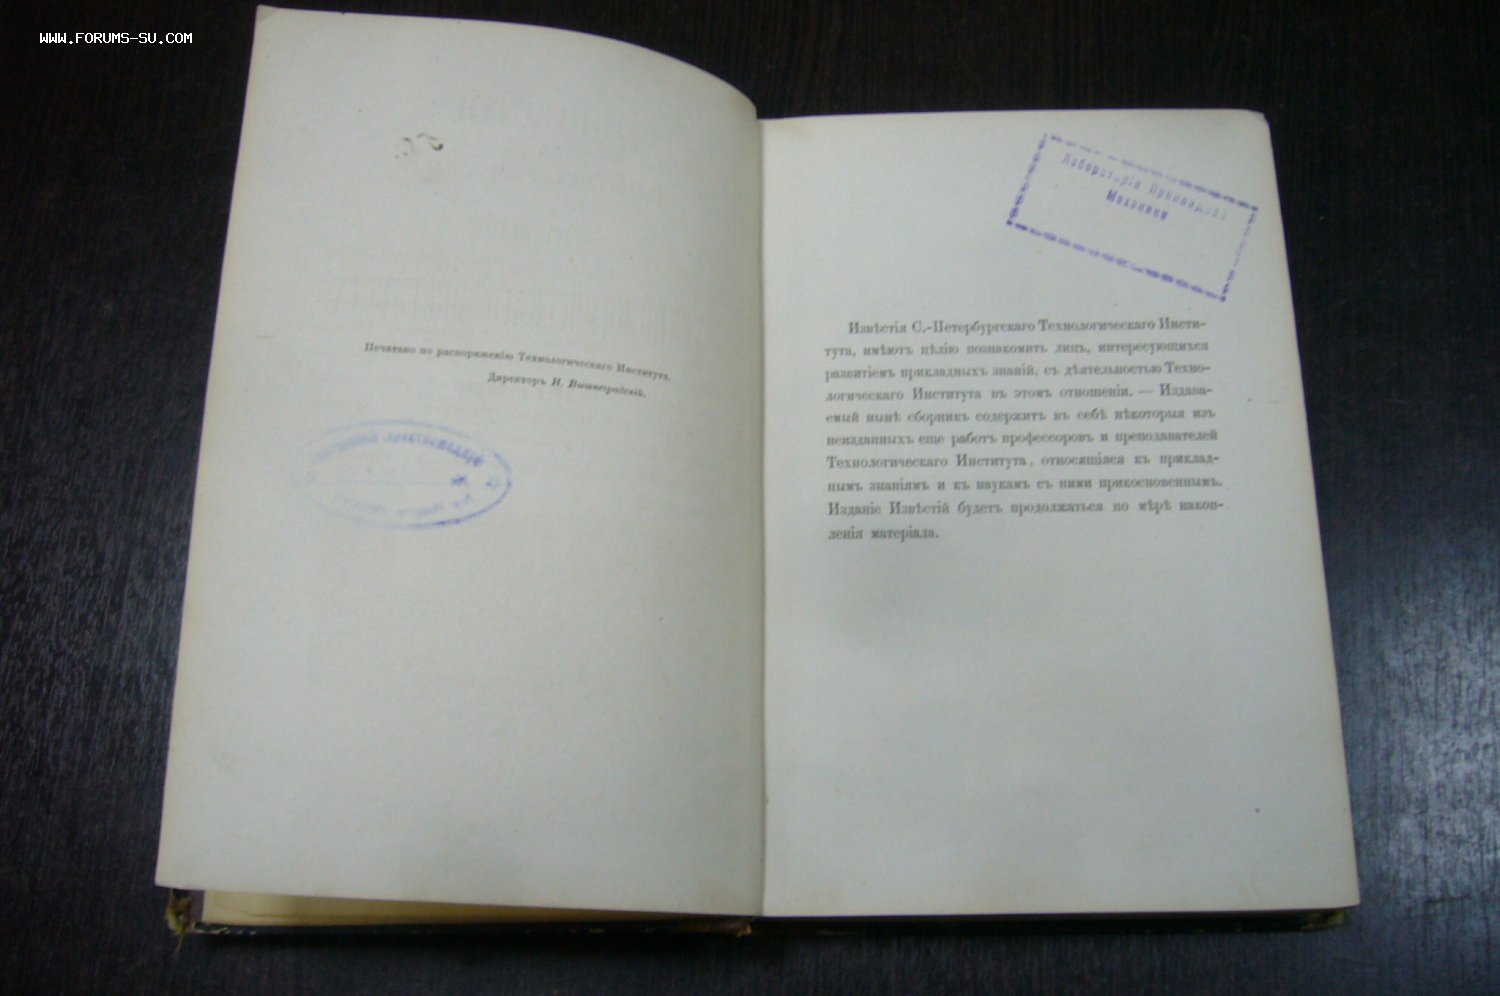 WWW.FORUMS-SU.COM
Печатано по распоряженію Технологическаго Института.
Директоръ И. Вышнеградскій.
Лабораторія Прикладной
Механики
Извѣстія С.-Петербургскаго Технологическаго Инсти-
тута, имѣютъ цѣлію познакомить лицъ, интересующихся
развитіемъ прикладныхъ знаній, съ дѣятельностью Техно-
логическаго Института въ этомъ отношеніи. — Издава-
емый нынѣ сборникъ содержитъ въ себѣ нѣкоторыя изъ
неизданныхъ еще работъ профессоровъ и преподавателей
Технологическаго Института, относящіяся къ приклад-
нымъ знаніямъ и къ наукамъ съ ними прикосновеннымъ.
Изданіе Извѣстій будетъ продолжаться по мѣрѣ накоп-
ленія матеріала.